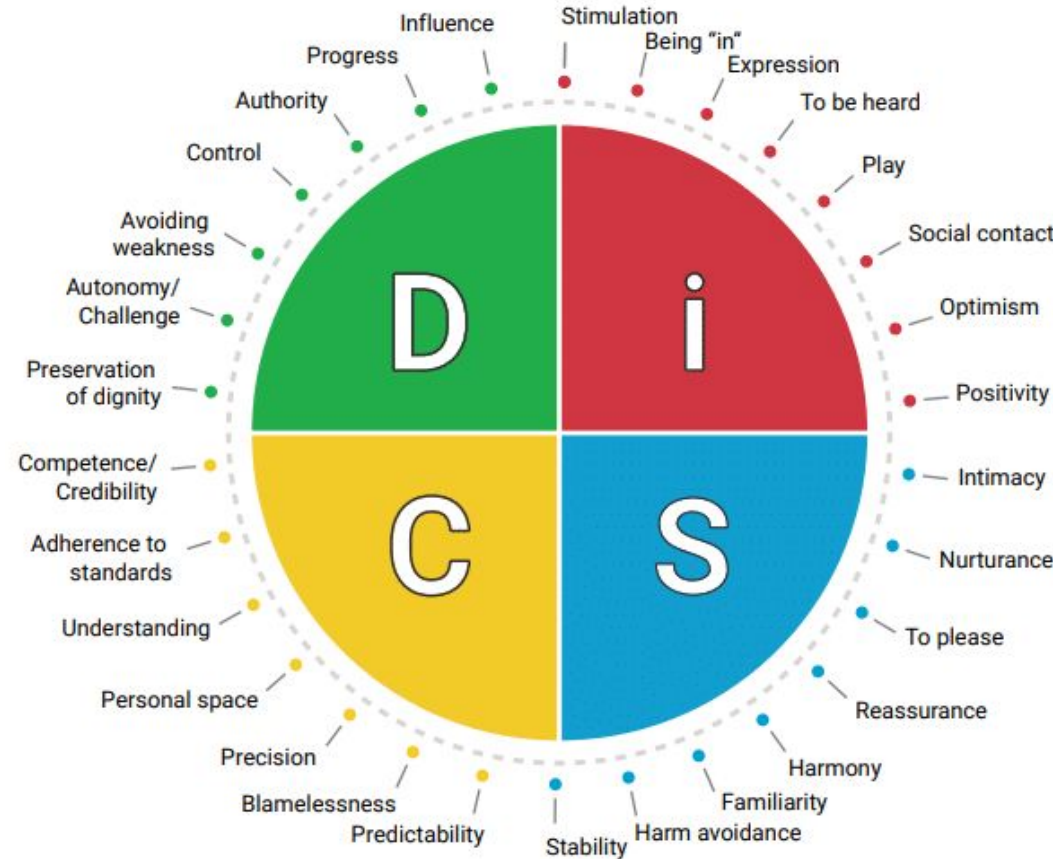 Stimulation
Being “in“
Expression
To be heard
Play
Social contact
Optimism
Positivity
Intimacy
Nurturance
To please
Reassurance
Harmony
Familiarity
Harm avoidance
Stability
Predictability
Blamelessness
Precision
Personal space
Understanding
Adherence to
standards
Competence/
Credibility
Preservation
of dignity
Autonomy/
Challenge
Avoiding
weakness
Control
Authority
Progress
Influence
D
i
C
S